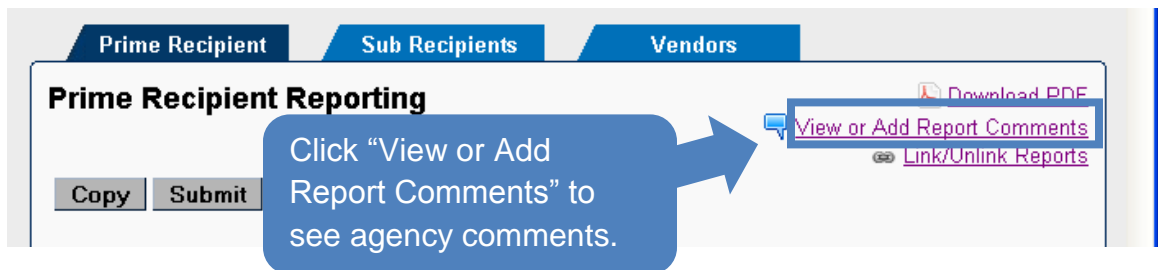 Prime Recipient Sub Recipients Vendors
Prime Recipient Reporting
Download PDF
View or Add Report Comments
Link/Unlink Reports
Copy Submit
Click “View or Add
Report Comments” to
see agency comments.